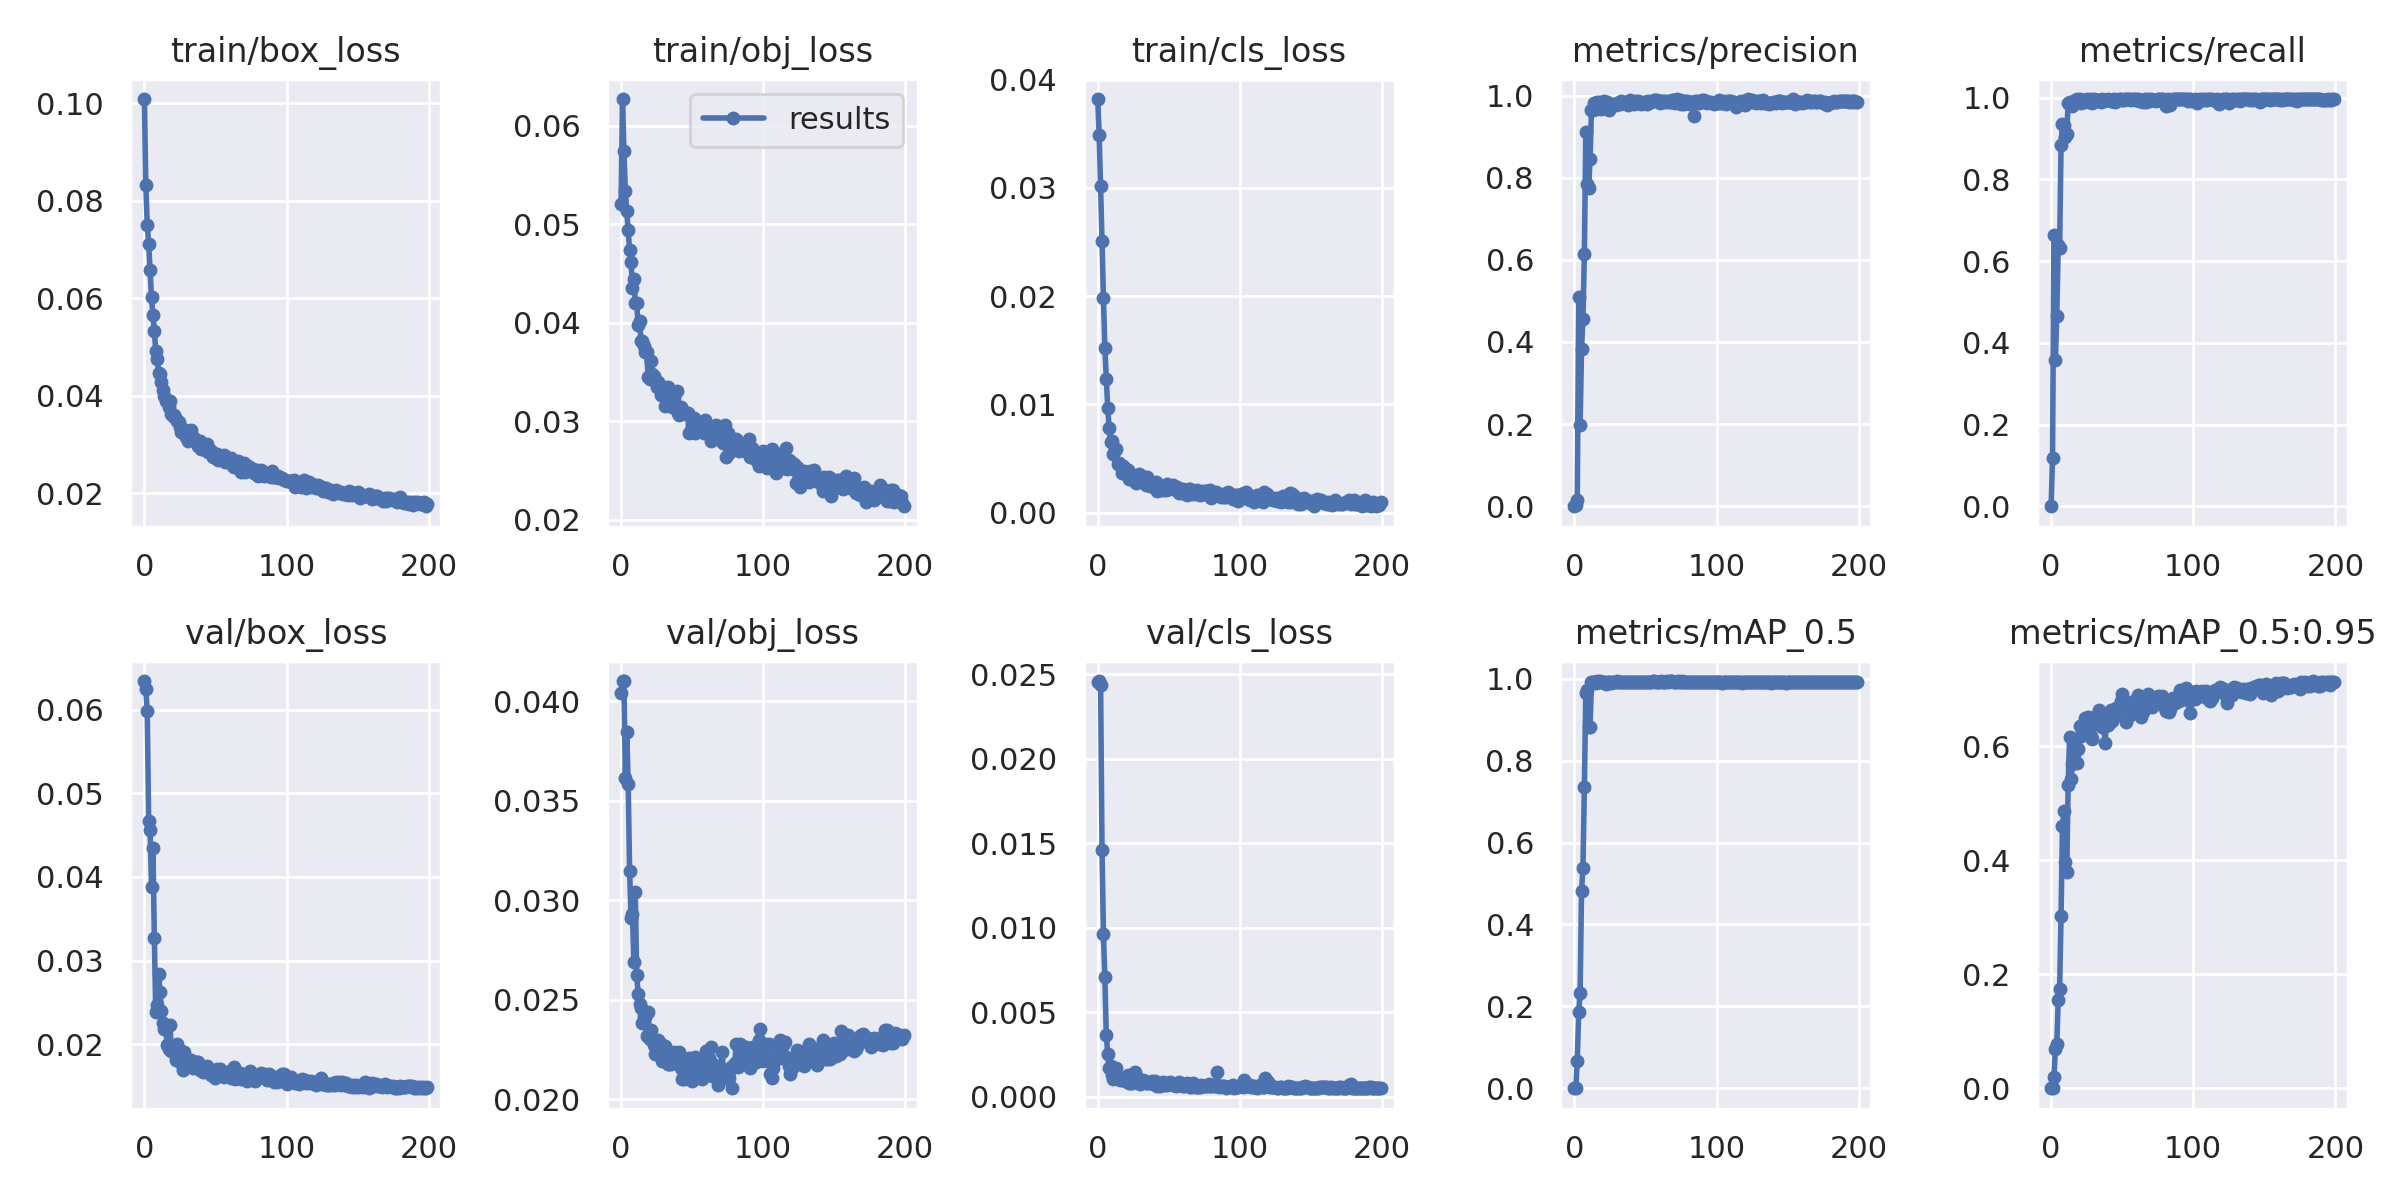 train/box_loss
0.10
0.08
0.06
0.04
0.02
0 100 200
train/obj_loss
results
0.06
0.05
0.04
0.03
0.02
0 100 200
train/cls_loss
0.04
0.03
0.02
0.01
0.00
0 100 200
metrics/precision
1.0
0.8
0.6
0.4
0.2
0.0
0 100 200
metrics/recall
1.0
0.8
0.6
0.4
0.2
0.0
0 100 200
val/box_loss
0.06
0.05
0.04
0.03
0.02
0 100 200
val/obj_loss
0.040
0.035
0.030
0.025
0.020
0 100 200
val/cls_loss
0.025
0.020
0.015
0.010
0.005
0.000
0 100 200
metrics/mAP_0.5
1.0
0.8
0.6
0.4
0.2
0.0
0 100 200
metrics/mAP_0.5:0.95
0.6
0.4
0.2
0.0
0 100 200